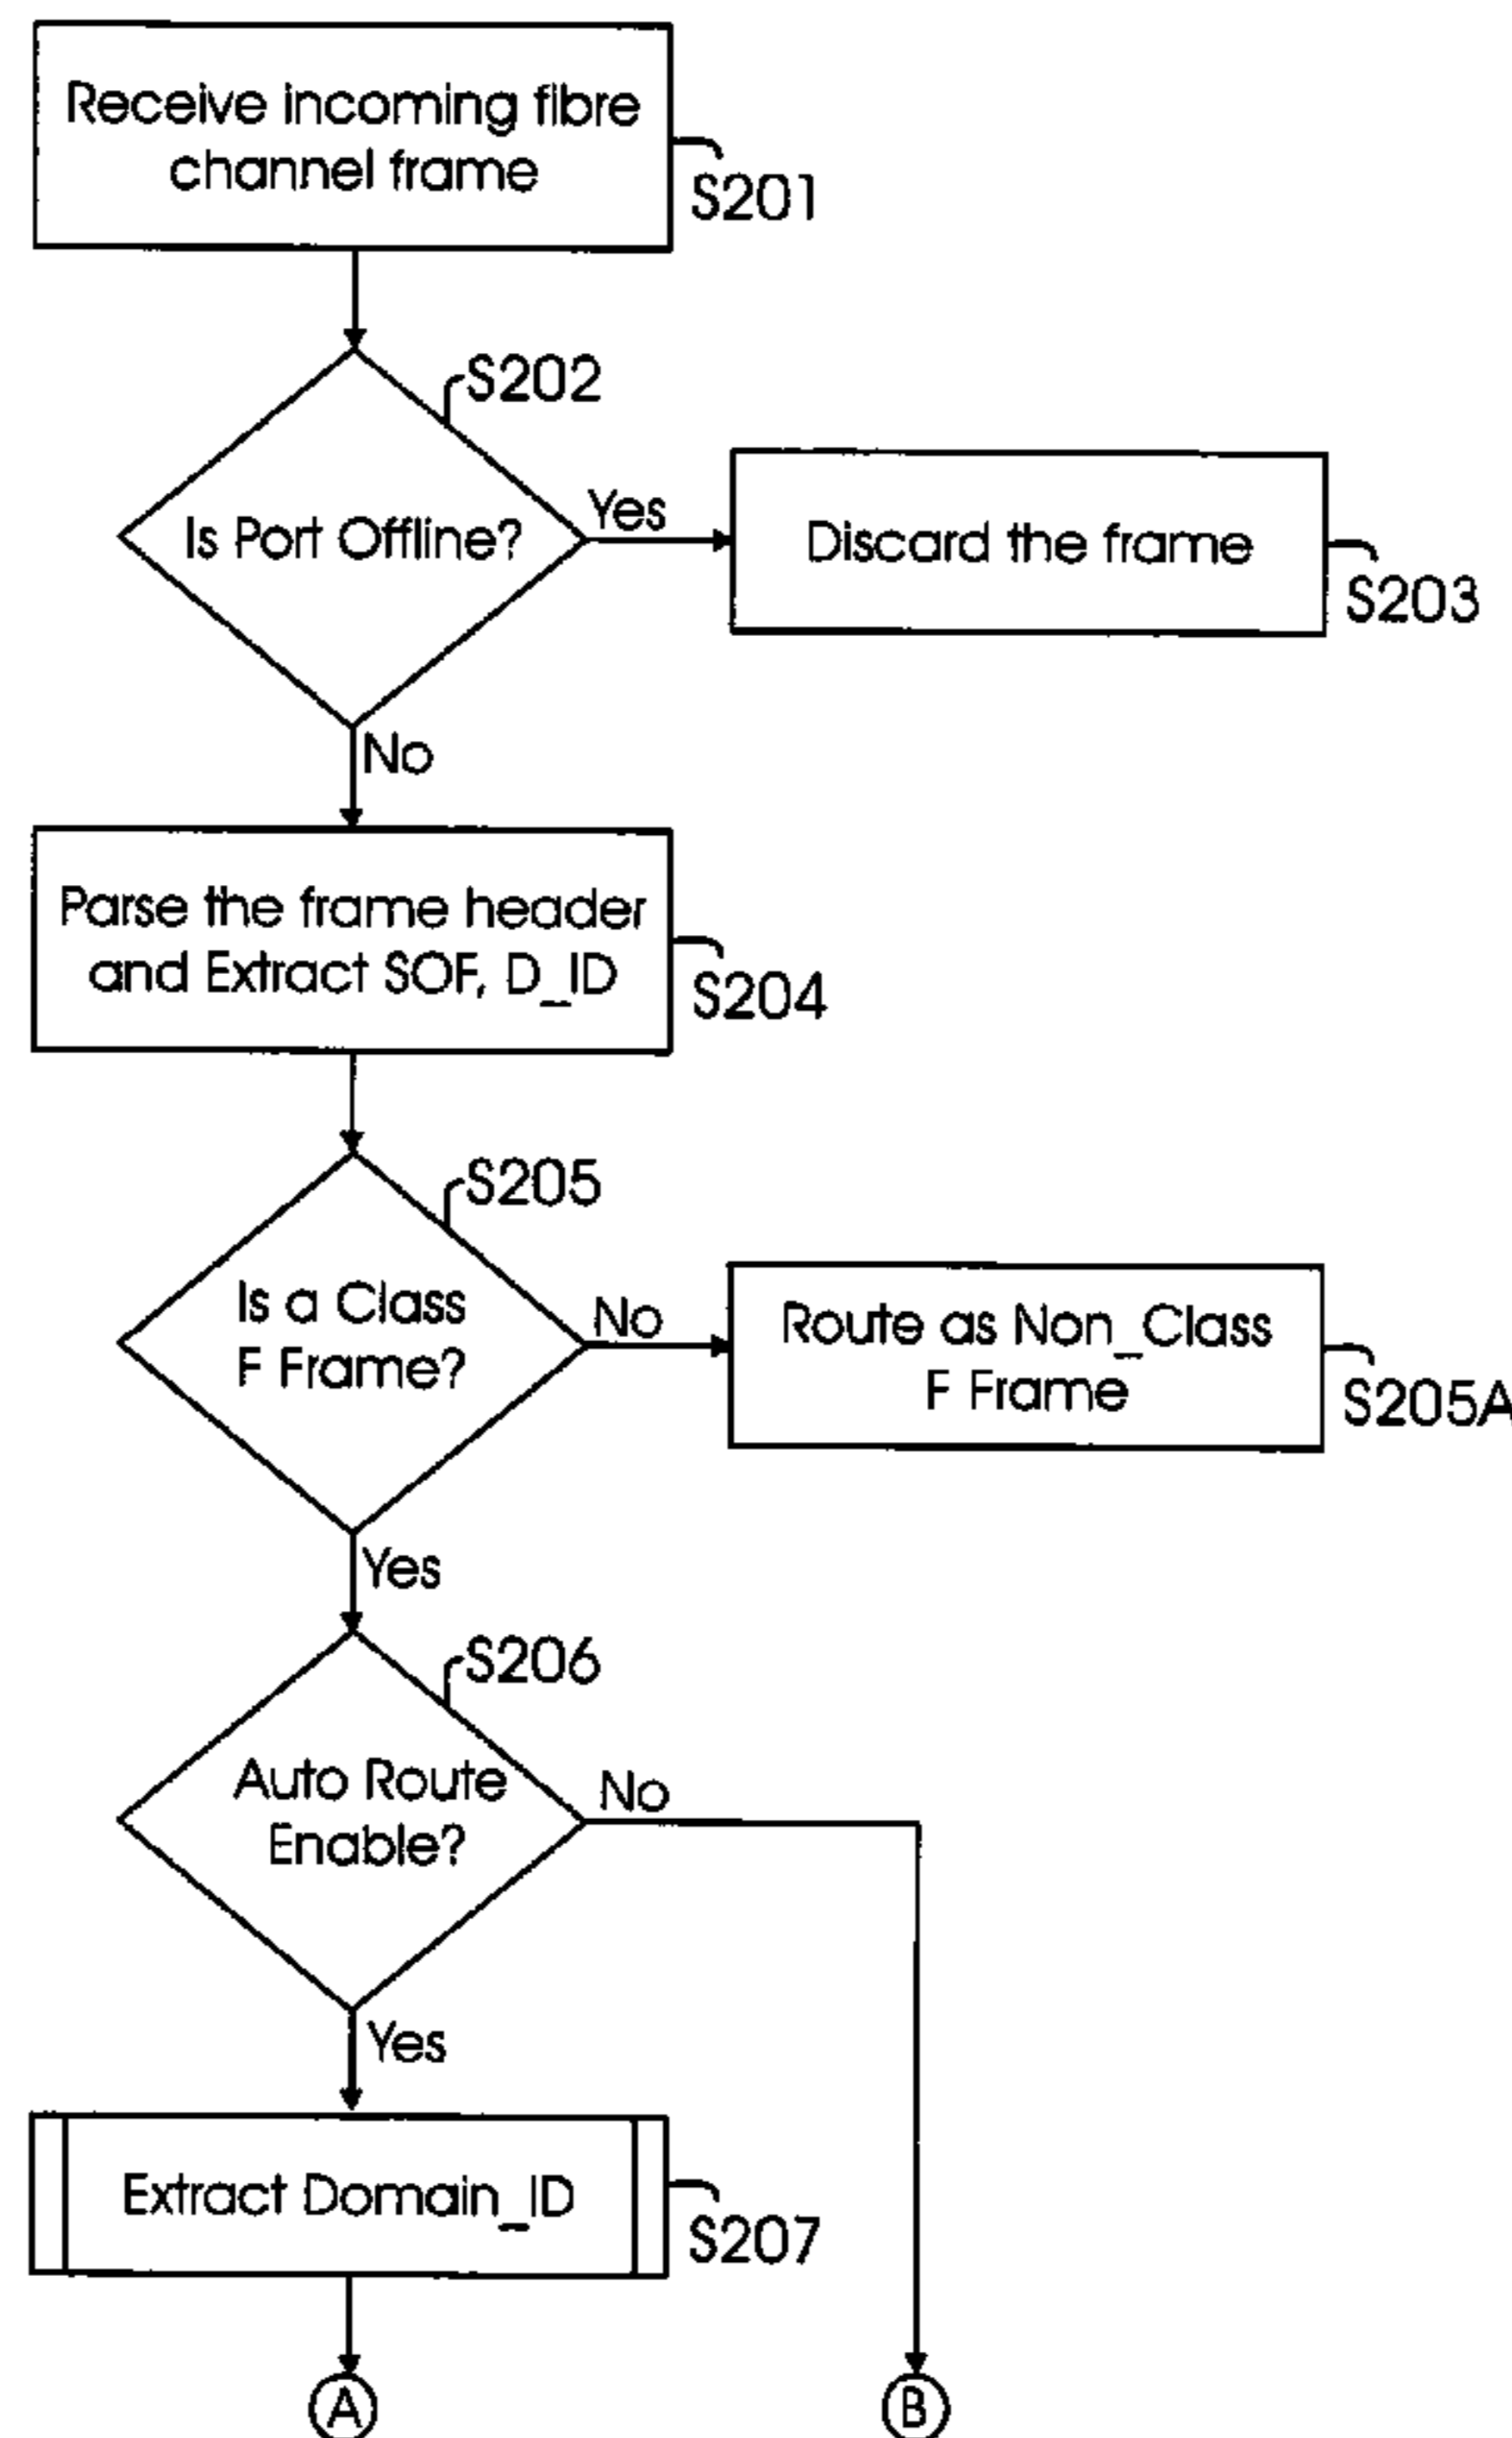 Receive incoming fibre
channel frame
S201
S202
Is Port Offline?
Yes
Discard the frame
S203
No
Parse the frame header
and Extract SOF, D_ID
S204
S205
Is a Class
F Frame?
No
Route as Non_Class
F Frame
S205A
Yes
S206
Auto Route
Enable?
No
Yes
Extract Domain_ID
S207
A
B